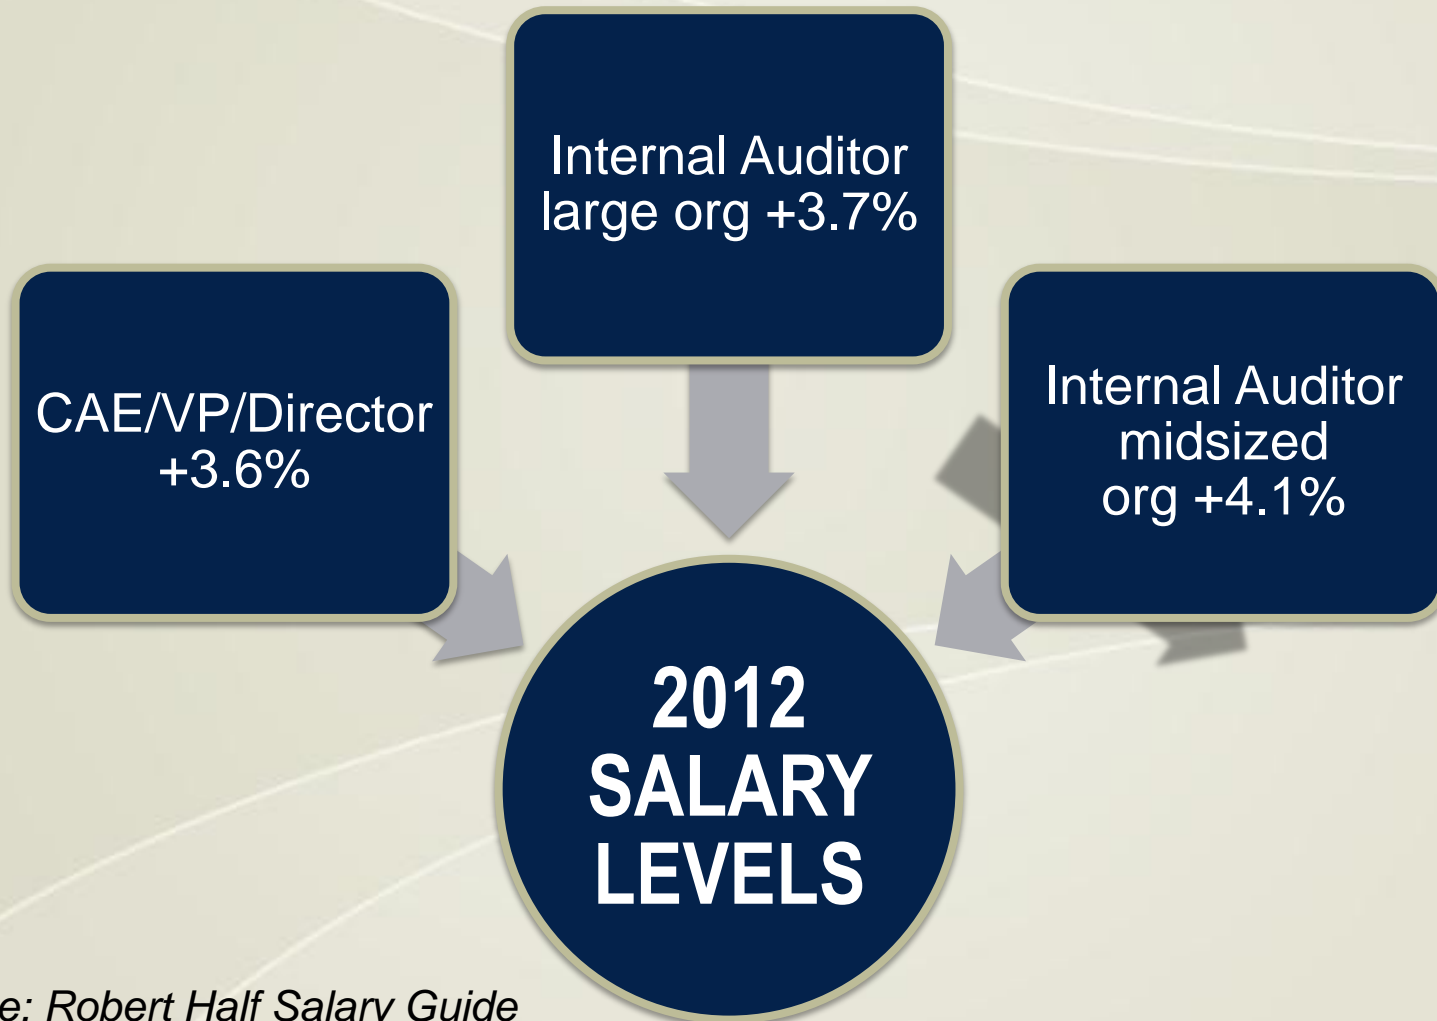 Internal Auditor
large org +3.7%
CAE/VP/Director
+3.6%
Internal Auditor
midsized
org +4.1%
2012
SALARY
LEVELS
Robert Half Salary Guide